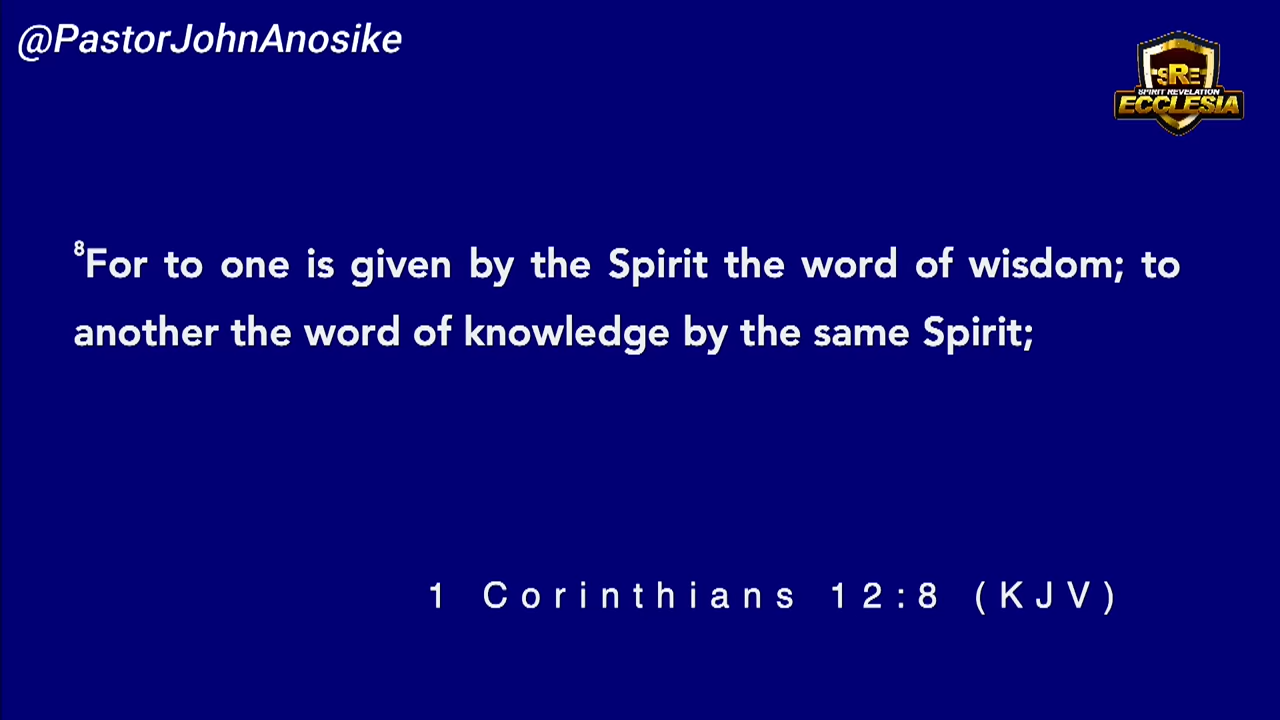 @PastorJohnAnosike
SRE
SPIRIT REVELATION
ECCLESIA
8For to one is given by the Spirit the word of wisdom; to
another the word of knowledge by the same Spirit;
1 Corinthians 12:8 (KJV)